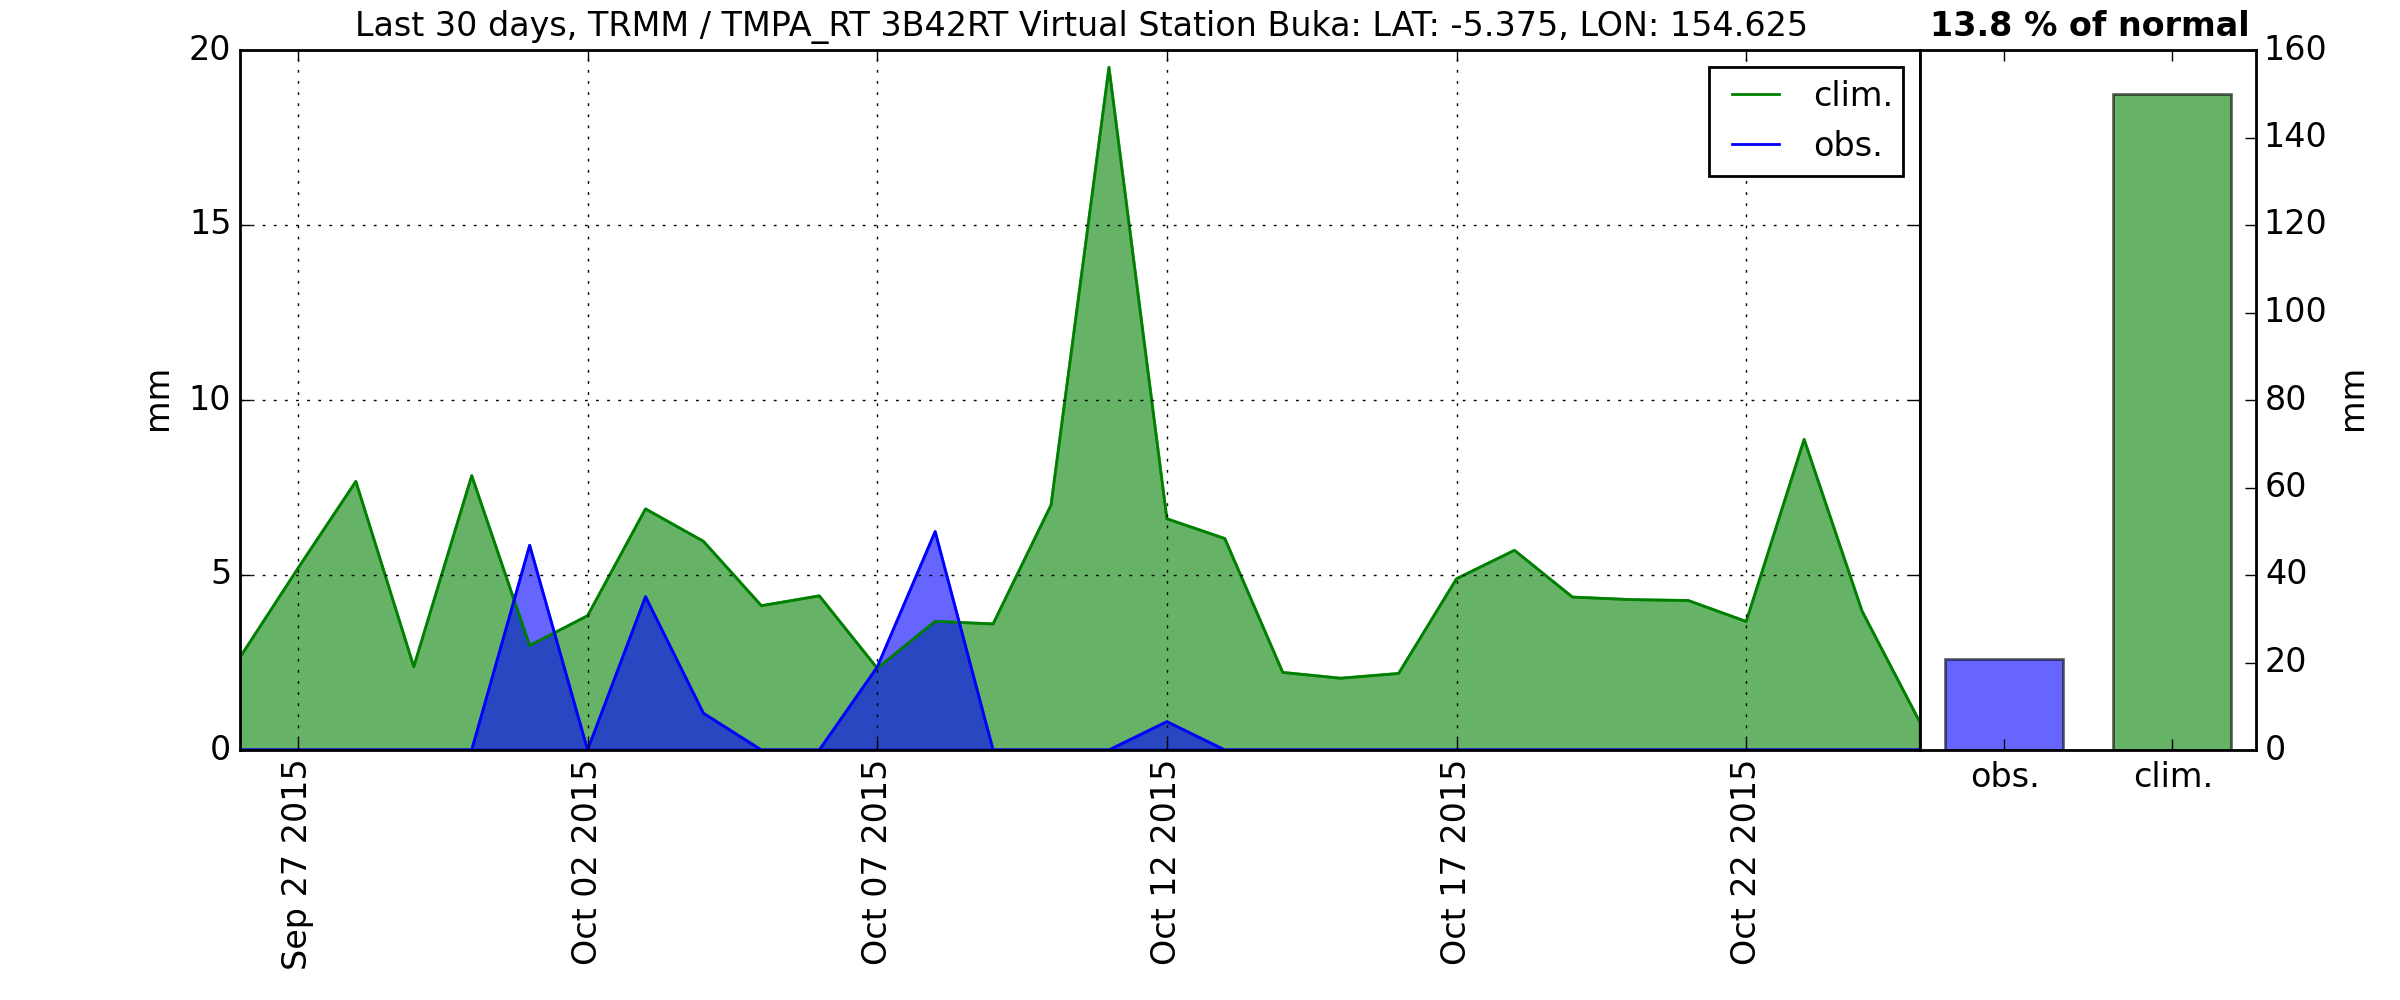 Last 30 days, TRMM / TMPA_RT 3B42RT Virtual Station Buka: LAT: -5.375, LON: 154.625
13.8 % of normal
20
15
10
5
0
mm
clim.
obs.
160
140
120
100
80
60
40
20
0
mm
obs.
clim.
Sep 27 2015
Oct 02 2015
Oct 07 2015
Oct 12 2015
Oct 17 2015
Oct 22 2015